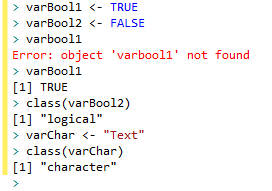 > varBool1 <- TRUE
> varBool2 <- FALSE
> varbool1
Error: object 'varbool1' not found
> varBool1
[1] TRUE
> class(varBool2)
[1] "logical"
> varChar <- "Text"
> class(varChar)
[1] "character"
>